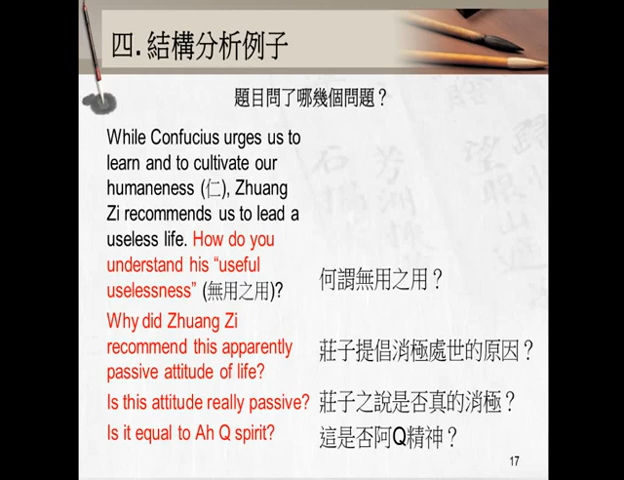 四. 結構分析例子
題目問了哪幾個問題？
While Confucius urges us to
learn and to cultivate our
humaneness (仁), Zhuang
Zi recommends us to lead a
useless life. How do you
understand his “useful
uselessness” (無用之用)?
何謂無用之用？
Why did Zhuang Zi
recommend this apparently
passive attitude of life?
莊子提倡消極處世的原因？
Is this attitude really passive?
莊子之說是否真的消極？
Is it equal to Ah Q spirit?
這是否阿Q精神？
17